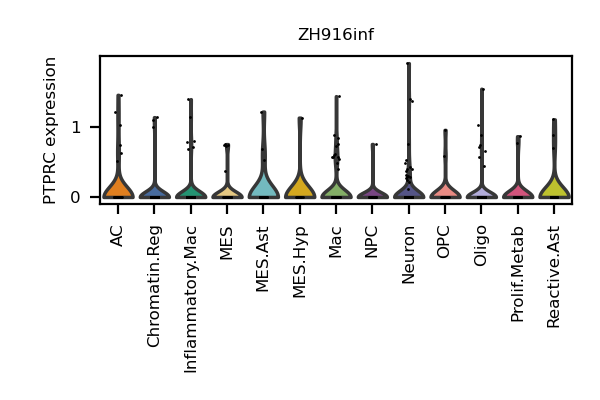 ZH916inf
PTPRC expression
1
0
AC
Chromatin.Reg
Inflammatory.Mac
MES
MES.Ast
MES.Hyp
Mac
NPC
Neuron
OPC
Oligo
Prolif.Metab
Reactive.Ast